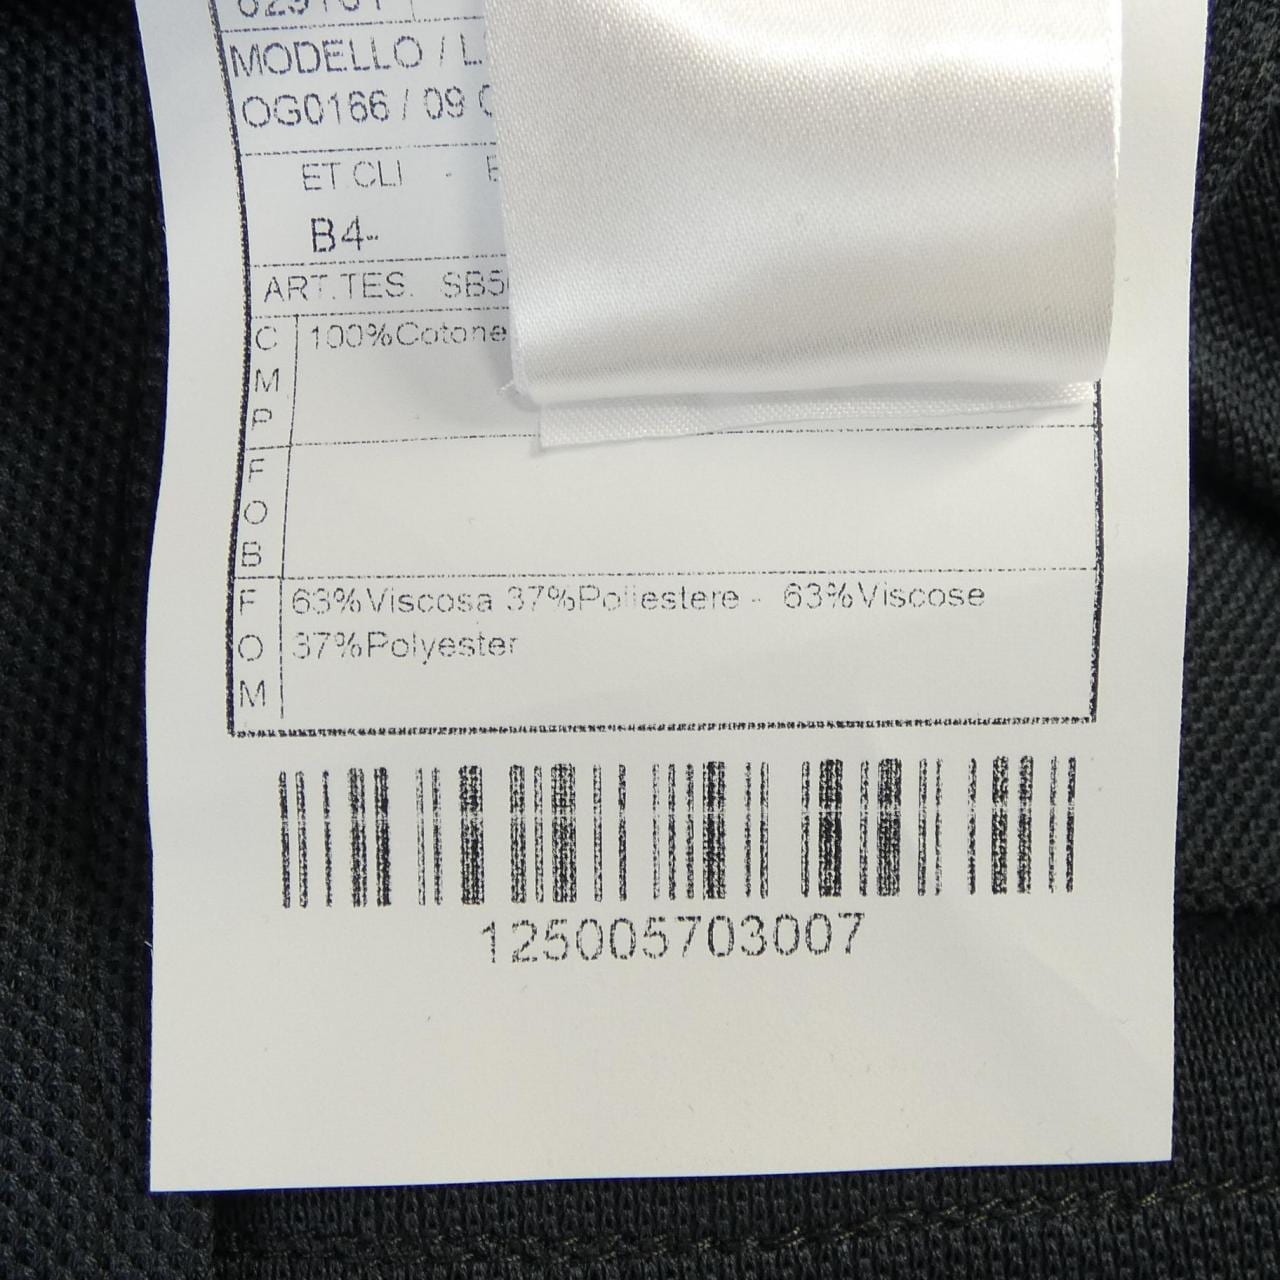 MODELLO / L
OG0166 / 09
ET.CLI -
B4-
ART.TES. SB5
C M P
100%Cotone
F O B
F O M
63%Viscosa 37%Poliestere - 63%Viscose
37%Polyester
125005703007